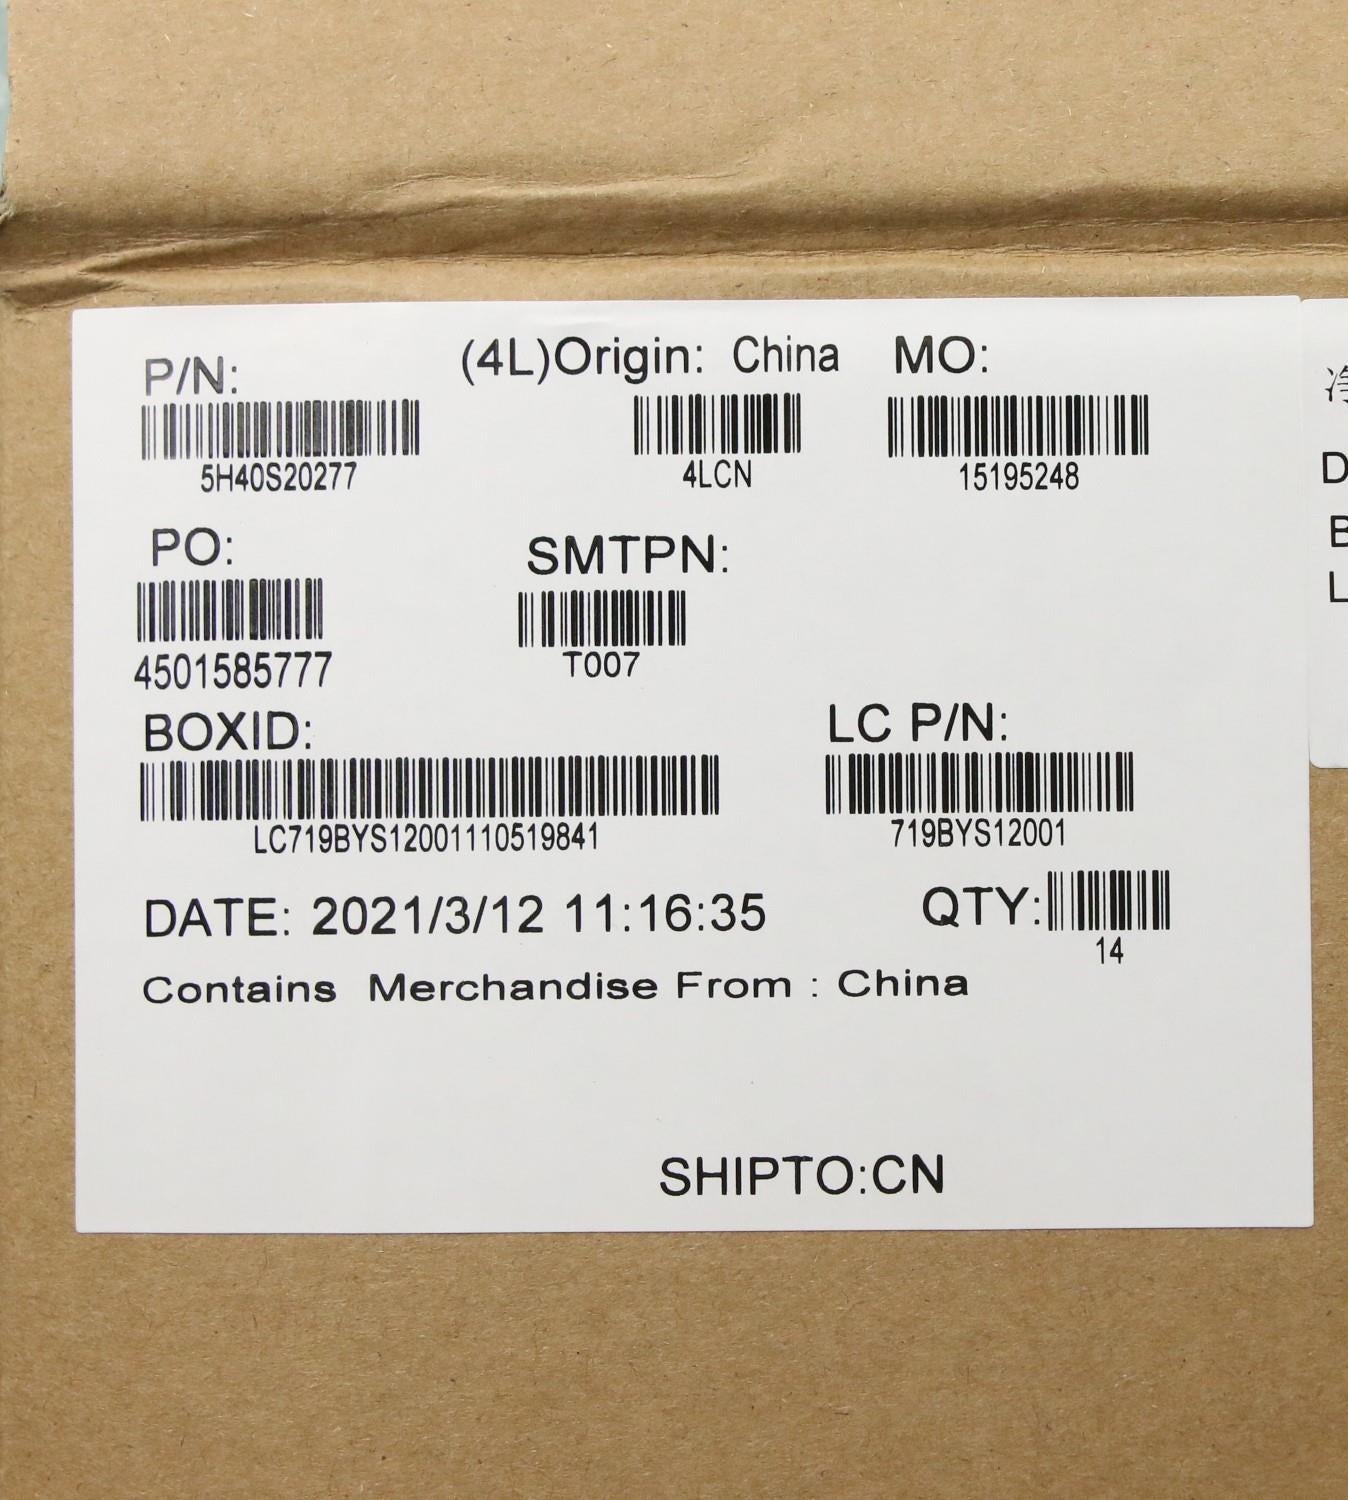 P/N: (4L)Origin: China MO:
5H40S20277 4LCN 15195248
PO: SMTPN:
4501585777 T007
BOXID: LC P/N:
LC719BYS12001110519841 719BYS12001
DATE: 2021/3/12 11:16:35 QTY:
14
Contains Merchandise From : China
SHIPTO:CN
D
B
L